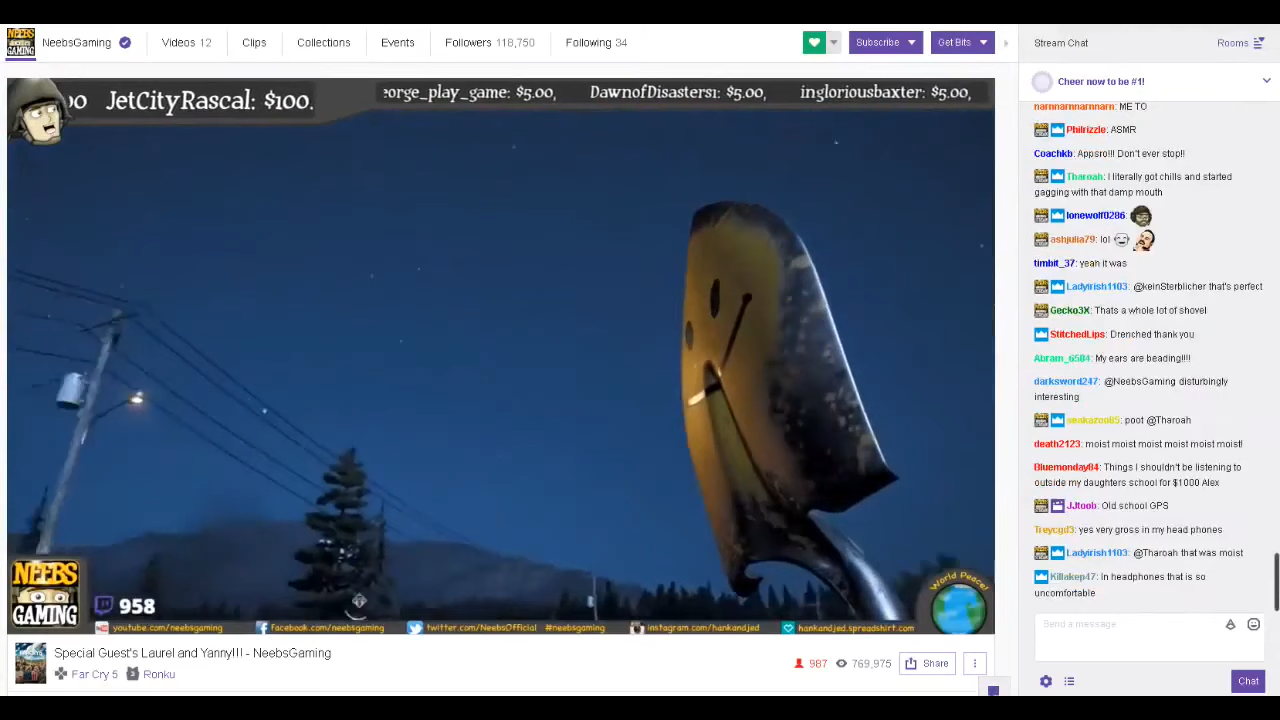 NEEBS
GAMING
NeebsGaming
Videos 12
Clips
Collections
Events
Followers 118,750
Following 34
Subscribe
Get Bits
JetCityRascal: $100.
eorge_play_game: $5.00,
DawnofDisasters1: $5.00,
ingloriousbaxter: $5.00,
NEEBS
GAMING
958
World Peace!
youtube.com/neebsgaming
facebook.com/neebsgaming
twitter.com/NeebsOfficial #neebsgaming
instagram.com/hankandjed
hankandjed.spreadshirt.com
Special Guest's Laurel and Yanny!!! - NeebsGaming
Far Cry 5
Ronku
987
769,975
Share
Stream Chat
Rooms
Cheer now to be #1!
narnnarnnarnnarn: ME TO
Philrizzle: ASMR
Coachkb: Appsro!!! Don't ever stop!!
Tharoah: I literally got chills and started
gagging with that damp mouth
lonewolf0286:
ashjulia79: lol
timbit_37: yeah it was
Ladyirish1103: @keinSterblicher that's perfect
Gecko3X: Thats a whole lot of shovel
StitchedLips: Drenched thank you
Abram_6584: My ears are beading!!!!
darksword247: @NeebsGaming disturbingly
interesting
poot @Tharoah
death2123: moist moist moist moist moist!
Bluemonday84: Things I shouldn't be listening to
outside my daughters school for $1000 Alex
JJtoob: Old school GPS
Treycgd3: yes very gross in my head phones
Ladyirish1103: @Tharoah that was moist
Killakep47: In headphones that is so
uncomfortable
Send a message
Chat